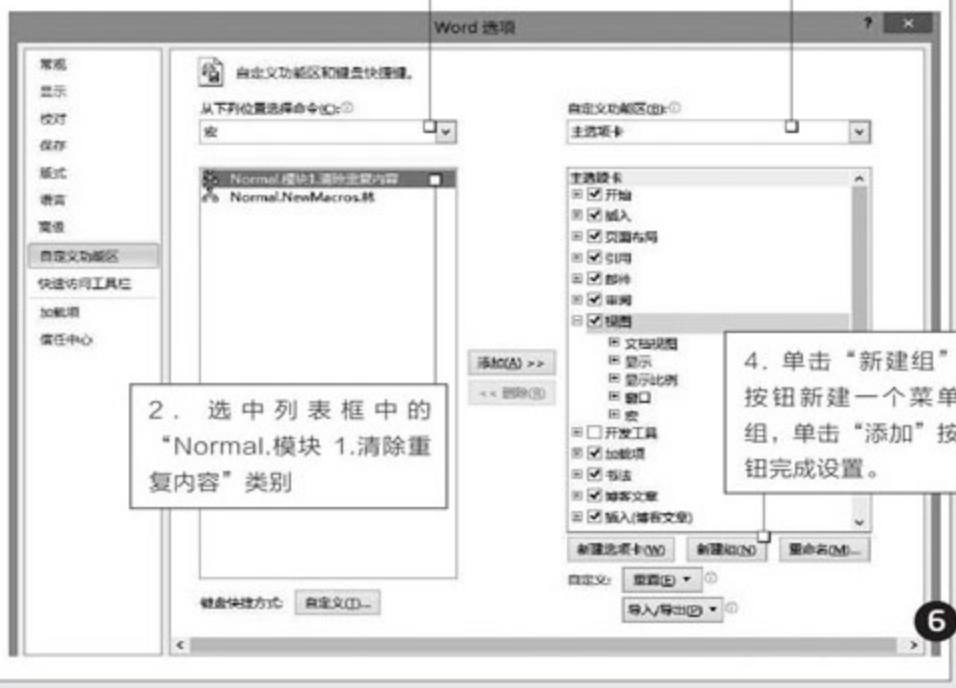 Word 选项
?
×
常规
显示
校对
保存
版式
语言
高级
自定义功能区
快速访问工具栏
加载项
信任中心
自定义功能区和键盘快捷键。
从下列位置选择命令(C):
宏
Normal.模块1.清除重复内容
Normal.NewMacros.林
添加(A) >>
<< 删除(R)
自定义功能区(B):
主选项卡
主选项卡
开始
插入
页面布局
引用
邮件
审阅
视图
文档视图
显示
显示比例
窗口
宏
开发工具
加载项
书法
博客文章
插入(博客文章)
新建选项卡(W)
新建组(N)
重命名(M)...
自定义:
重置(E)
导入/导出(P)
键盘快捷方式:
自定义(T)...
2. 选中列表框中的
“Normal.模块 1.清除重
复内容”类别
4. 单击“新建组”
按钮新建一个菜单
组，单击“添加”按
钮完成设置。
6